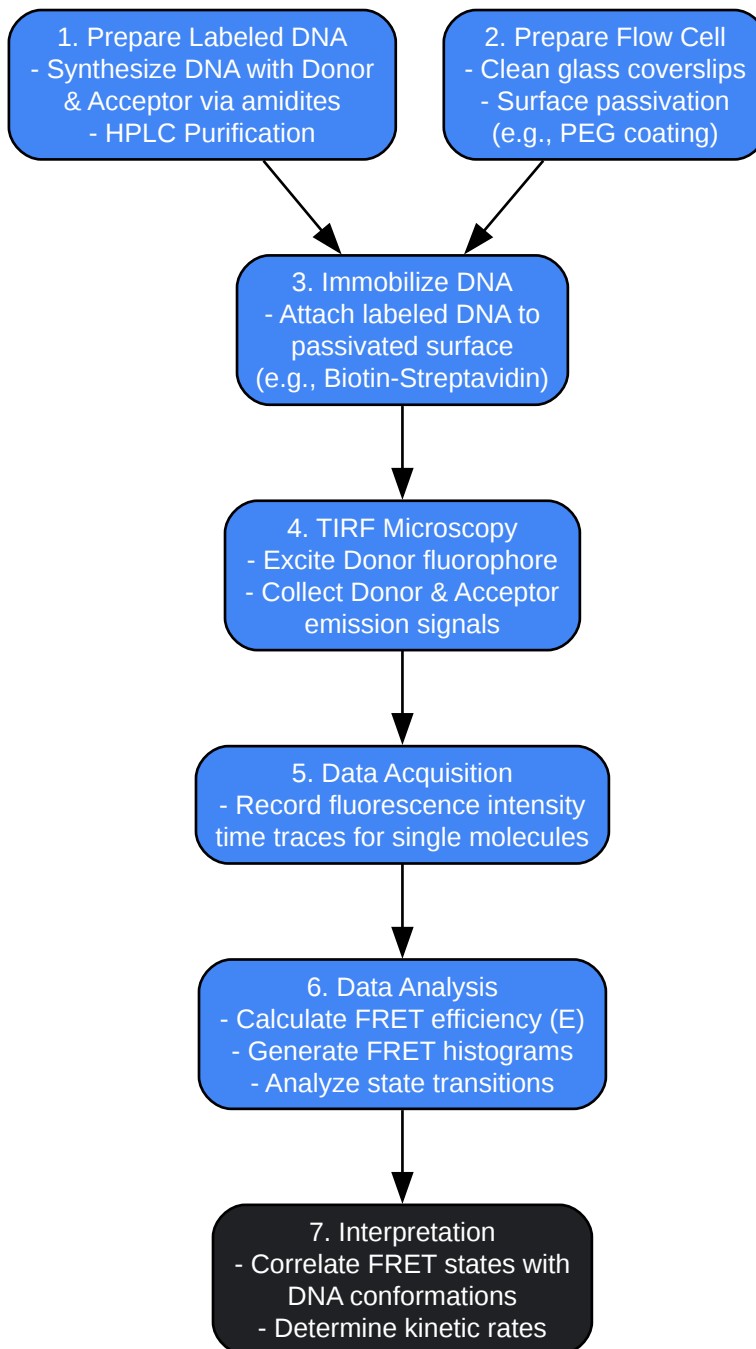 1. Prepare Labeled DNA
- Synthesize DNA with Donor
& Acceptor via amidites
- HPLC Purification
2. Prepare Flow Cell
- Clean glass coverslips
- Surface passivation
(e.g., PEG coating)
3. Immobilize DNA
- Attach labeled DNA to
passivated surface
(e.g., Biotin-Streptavidin)
4. TIRF Microscopy
- Excite Donor fluorophore
- Collect Donor & Acceptor
emission signals
5. Data Acquisition
- Record fluorescence intensity
time traces for single molecules
6. Data Analysis
- Calculate FRET efficiency (E)
- Generate FRET histograms
- Analyze state transitions
7. Interpretation
- Correlate FRET states with
DNA conformations
- Determine kinetic rates